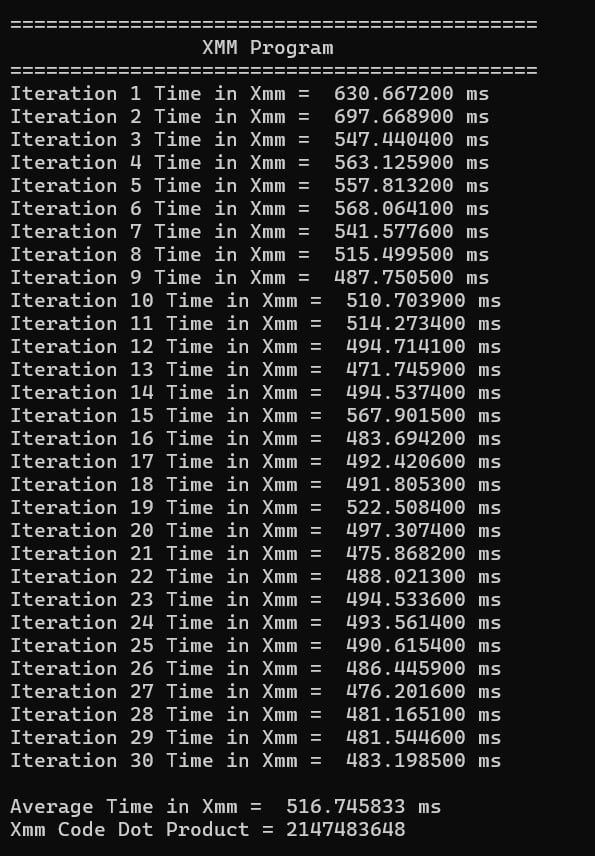 ============================================
XMM Program
============================================
Iteration 1 Time in Xmm =  630.667200 ms
Iteration 2 Time in Xmm =  697.668900 ms
Iteration 3 Time in Xmm =  547.440400 ms
Iteration 4 Time in Xmm =  563.125900 ms
Iteration 5 Time in Xmm =  557.813200 ms
Iteration 6 Time in Xmm =  568.064100 ms
Iteration 7 Time in Xmm =  541.577600 ms
Iteration 8 Time in Xmm =  515.499500 ms
Iteration 9 Time in Xmm =  487.750500 ms
Iteration 10 Time in Xmm =  510.703900 ms
Iteration 11 Time in Xmm =  514.273400 ms
Iteration 12 Time in Xmm =  494.714100 ms
Iteration 13 Time in Xmm =  471.745900 ms
Iteration 14 Time in Xmm =  494.537400 ms
Iteration 15 Time in Xmm =  567.901500 ms
Iteration 16 Time in Xmm =  483.694200 ms
Iteration 17 Time in Xmm =  492.420600 ms
Iteration 18 Time in Xmm =  491.805300 ms
Iteration 19 Time in Xmm =  522.508400 ms
Iteration 20 Time in Xmm =  497.307400 ms
Iteration 21 Time in Xmm =  475.868200 ms
Iteration 22 Time in Xmm =  488.021300 ms
Iteration 23 Time in Xmm =  494.533600 ms
Iteration 24 Time in Xmm =  493.561400 ms
Iteration 25 Time in Xmm =  490.615400 ms
Iteration 26 Time in Xmm =  486.445900 ms
Iteration 27 Time in Xmm =  476.201600 ms
Iteration 28 Time in Xmm =  481.165100 ms
Iteration 29 Time in Xmm =  481.544600 ms
Iteration 30 Time in Xmm =  483.198500 ms
Average Time in Xmm =  516.745833 ms
Xmm Code Dot Product = 2147483648